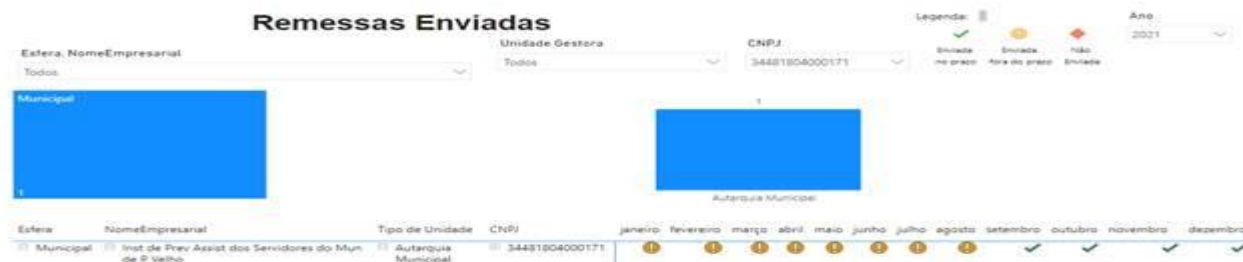 Remessas Enviadas
Legenda:
Ano
2021
Esfera, NomeEmpresarial
Todos
Unidade Gestora
Todos
CNPJ
34481804000171
Enviada no prazo
Enviada fora do prazo
Não Enviada
Municipal
1
1
Autarquia Municipal
Esfera NomeEmpresarial Tipo de Unidade CNPJ janeiro fevereiro março abril maio junho julho agosto setembro outubro novembro dezembro
Municipal Inst de Prev Assist dos Servidores do Mun Autarquia 34481804000171
de P Velho Municipal